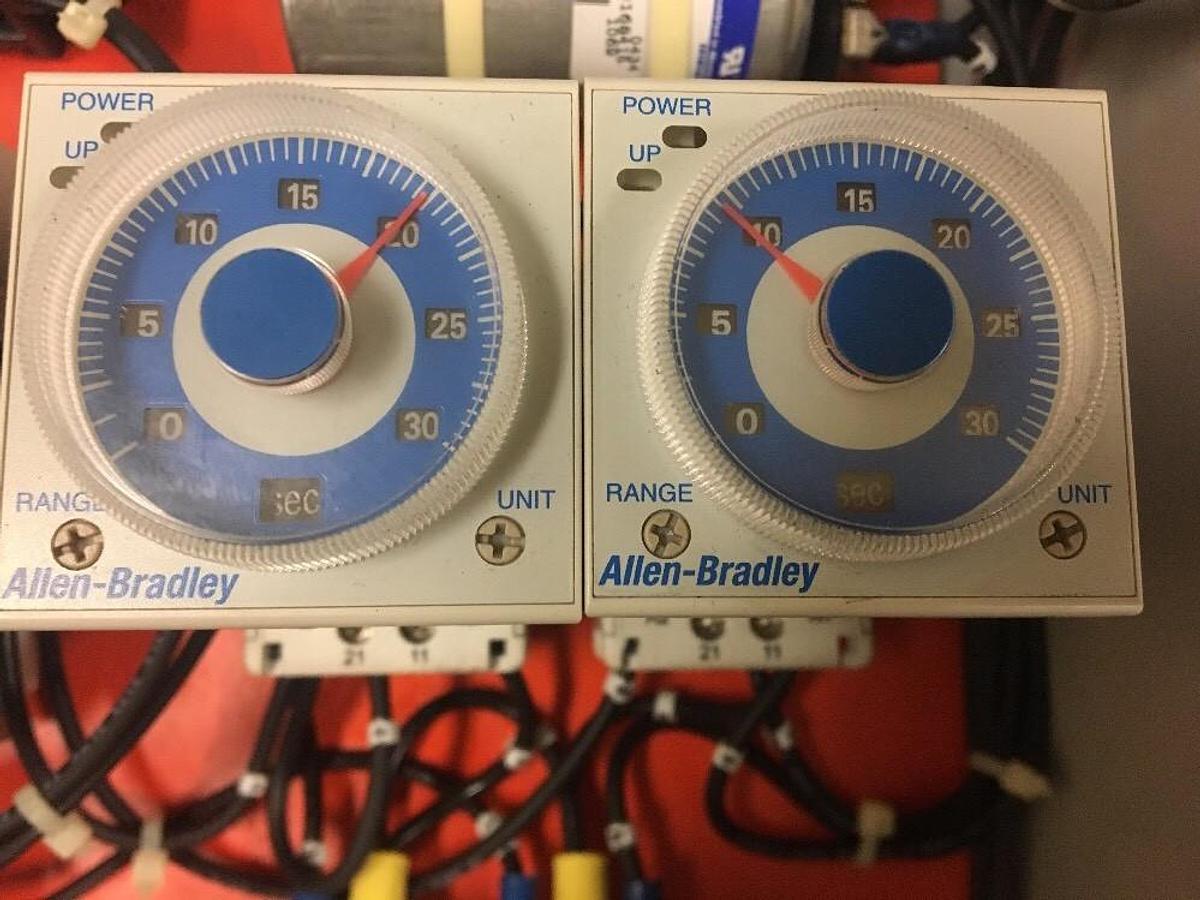 POWER
UP
15
10
20
5
25
0
30
sec
RANGE
UNIT
Allen-Bradley
21
11
POWER
UP
15
10
20
5
25
0
30
sec
RANGE
UNIT
Allen-Bradley
21
11